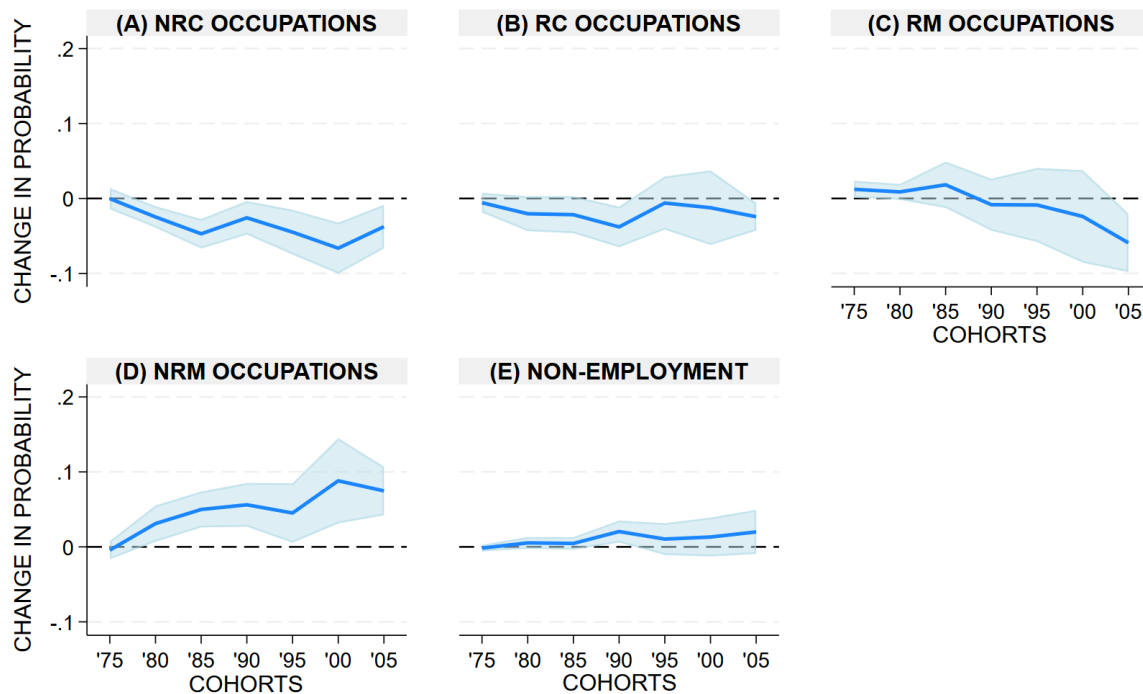 (A) NRC OCCUPATIONS
(B) RC OCCUPATIONS
(C) RM OCCUPATIONS
CHANGE IN PROBABILITY
.2
.1
0
-.1
'75 '80 '85 '90 '95 '00 '05
COHORTS
(D) NRM OCCUPATIONS
(E) NON-EMPLOYMENT
CHANGE IN PROBABILITY
.2
.1
0
-.1
'75 '80 '85 '90 '95 '00 '05
COHORTS
'75 '80 '85 '90 '95 '00 '05
COHORTS